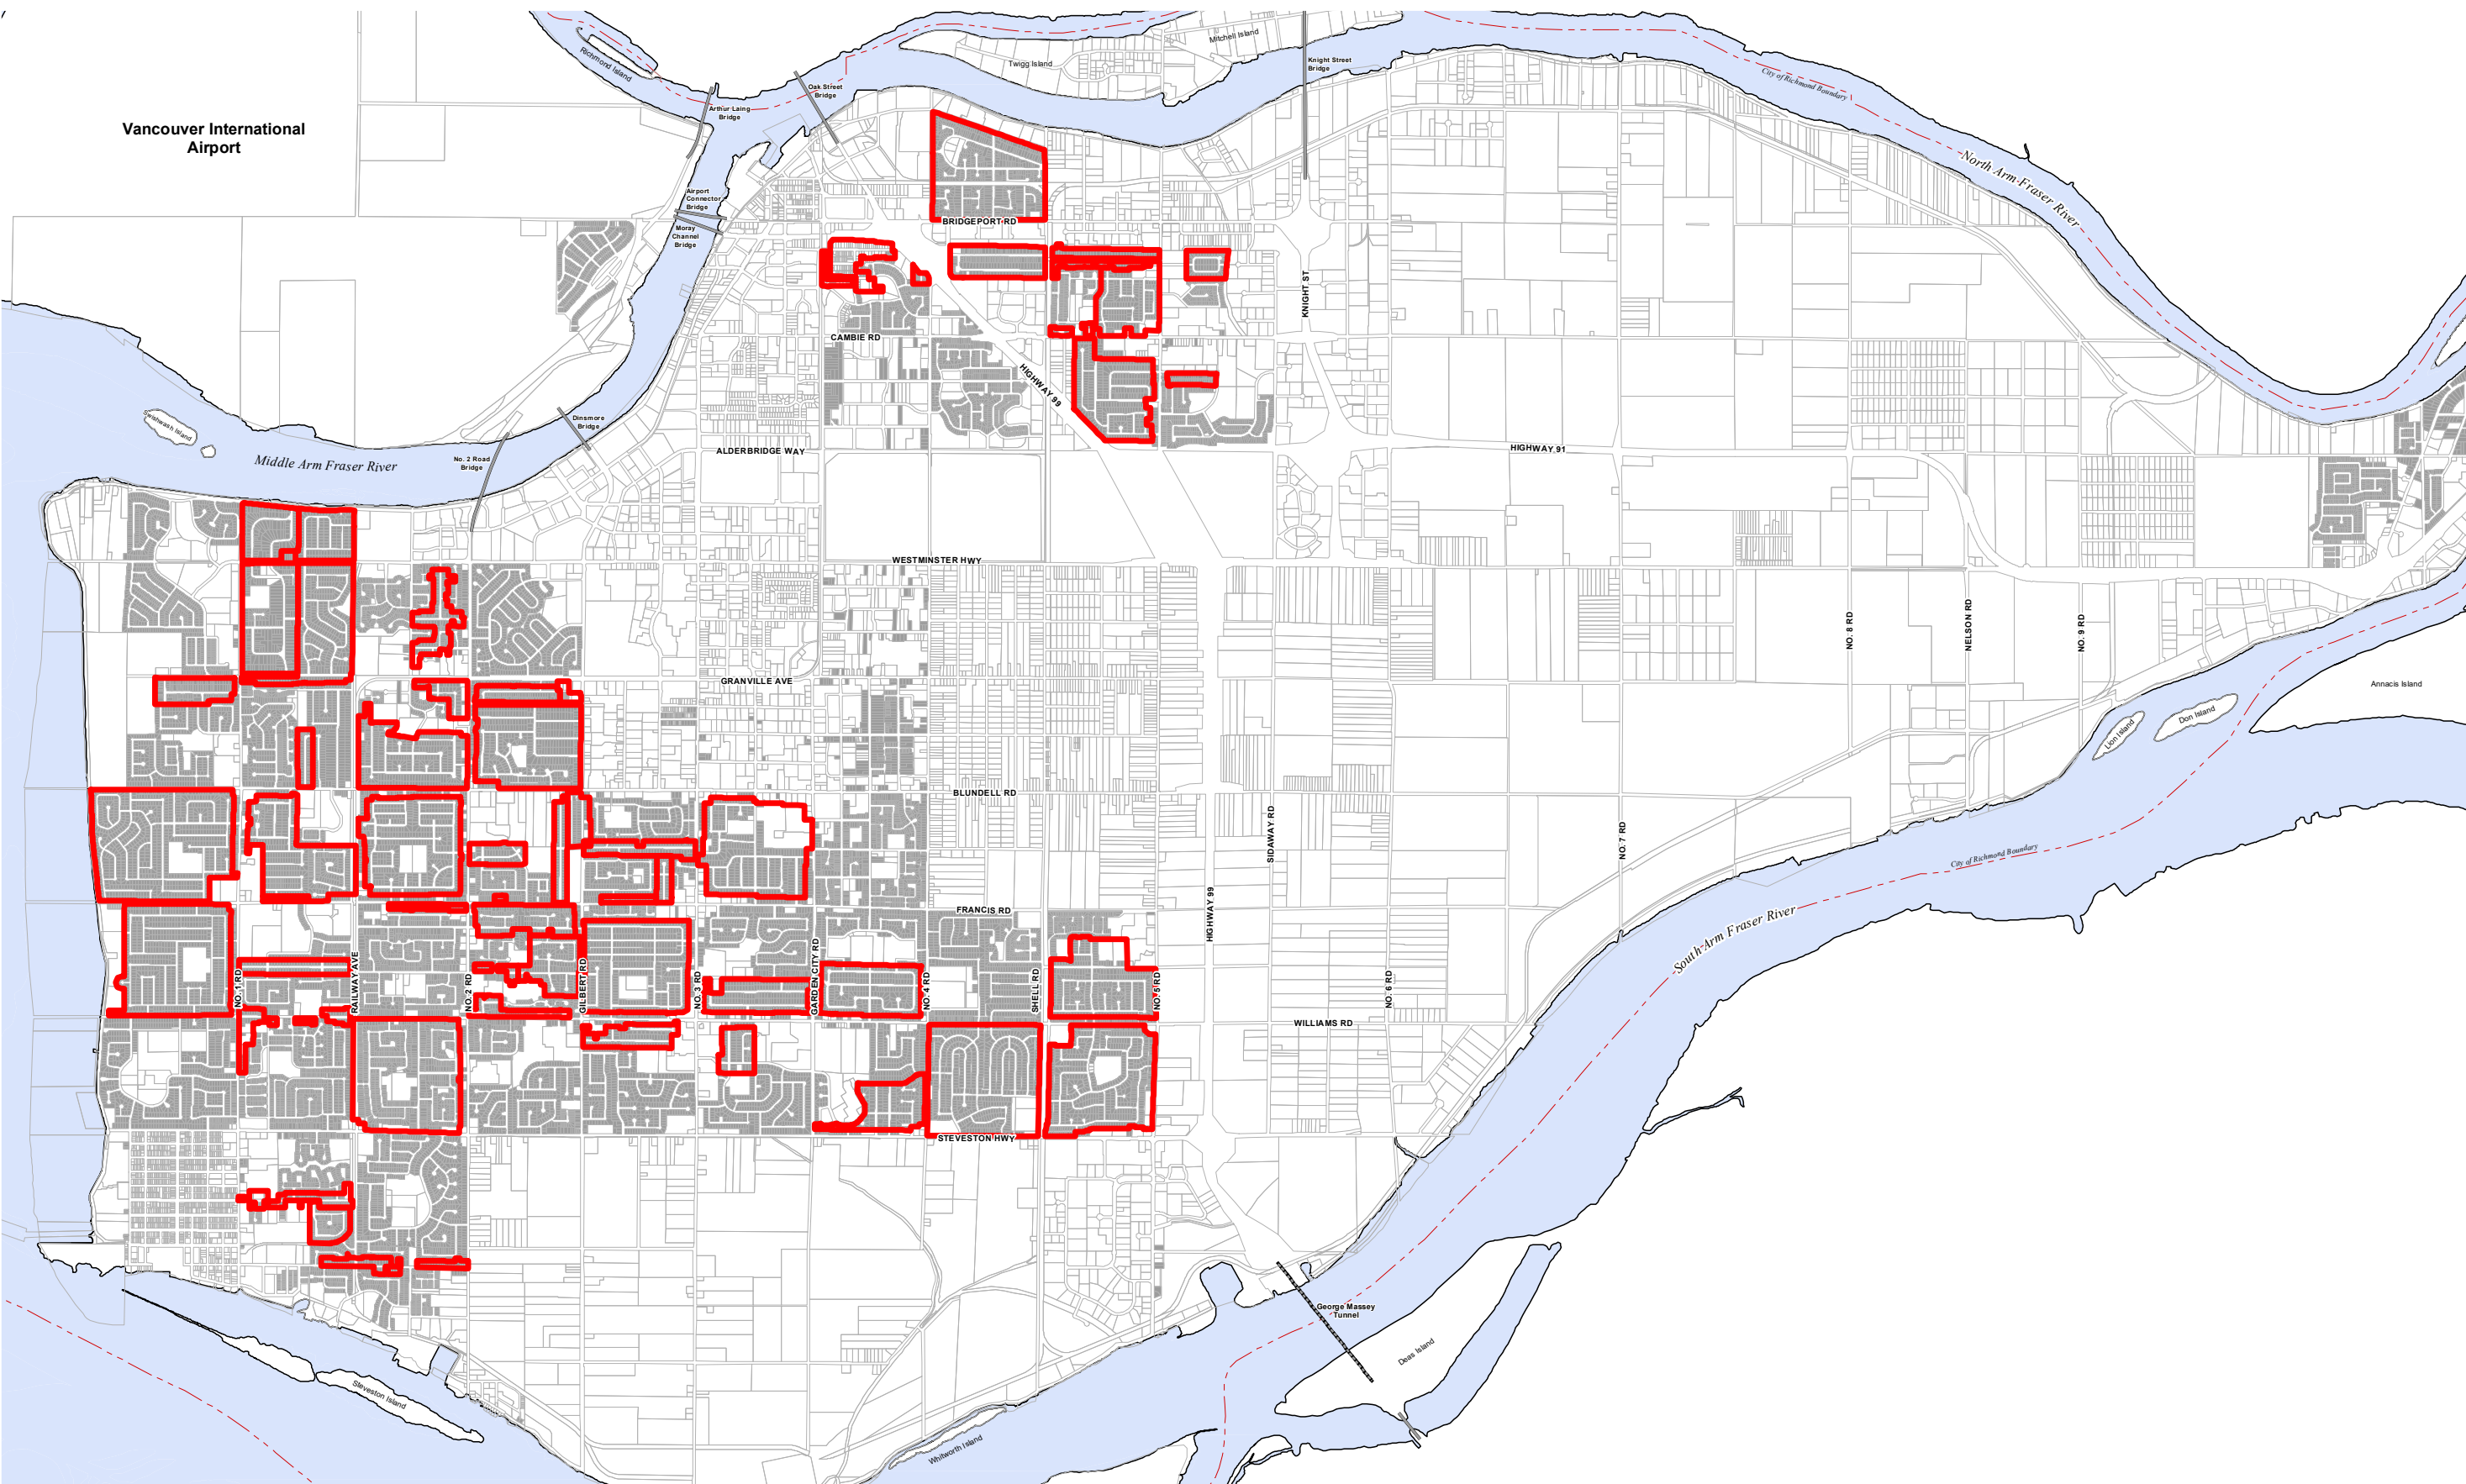 Mitchell Island
Richmond Island
Twigg Island
Knight Street
Bridge
City of Richmond Boundary
Oak Street
Bridge
Arthur Laing
Bridge
Vancouver International
Airport
North Arm Fraser River
Airport
Connector
Bridge
Moray
Channel
Bridge
BRIDGEPORT RD
KNIGHT ST
CAMBIE RD
HIGHWAY 99
Swishwash Island
Dinsmore
Bridge
Middle Arm Fraser River
No. 2 Road
Bridge
ALDERBRIDGE WAY
HIGHWAY 91
WESTMINSTER HWY
NO. 8 RD
NELSON RD
NO. 9 RD
GRANVILLE AVE
Annacis Island
Don Island
Lion Island
BLUNDELL RD
SIDAWAY RD
NO. 7 RD
City of Richmond Boundary
HIGHWAY 99
FRANCIS RD
South Arm Fraser River
NO. 1 RD
RAILWAY AVE
NO. 2 RD
GILBERT RD
NO. 3 RD
GARDEN CITY RD
NO. 4 RD
SHELL RD
NO. 5 RD
NO. 6 RD
WILLIAMS RD
STEVESTON HWY
George Massey
Tunnel
Deas Island
Steveston Island
Whitworth Island